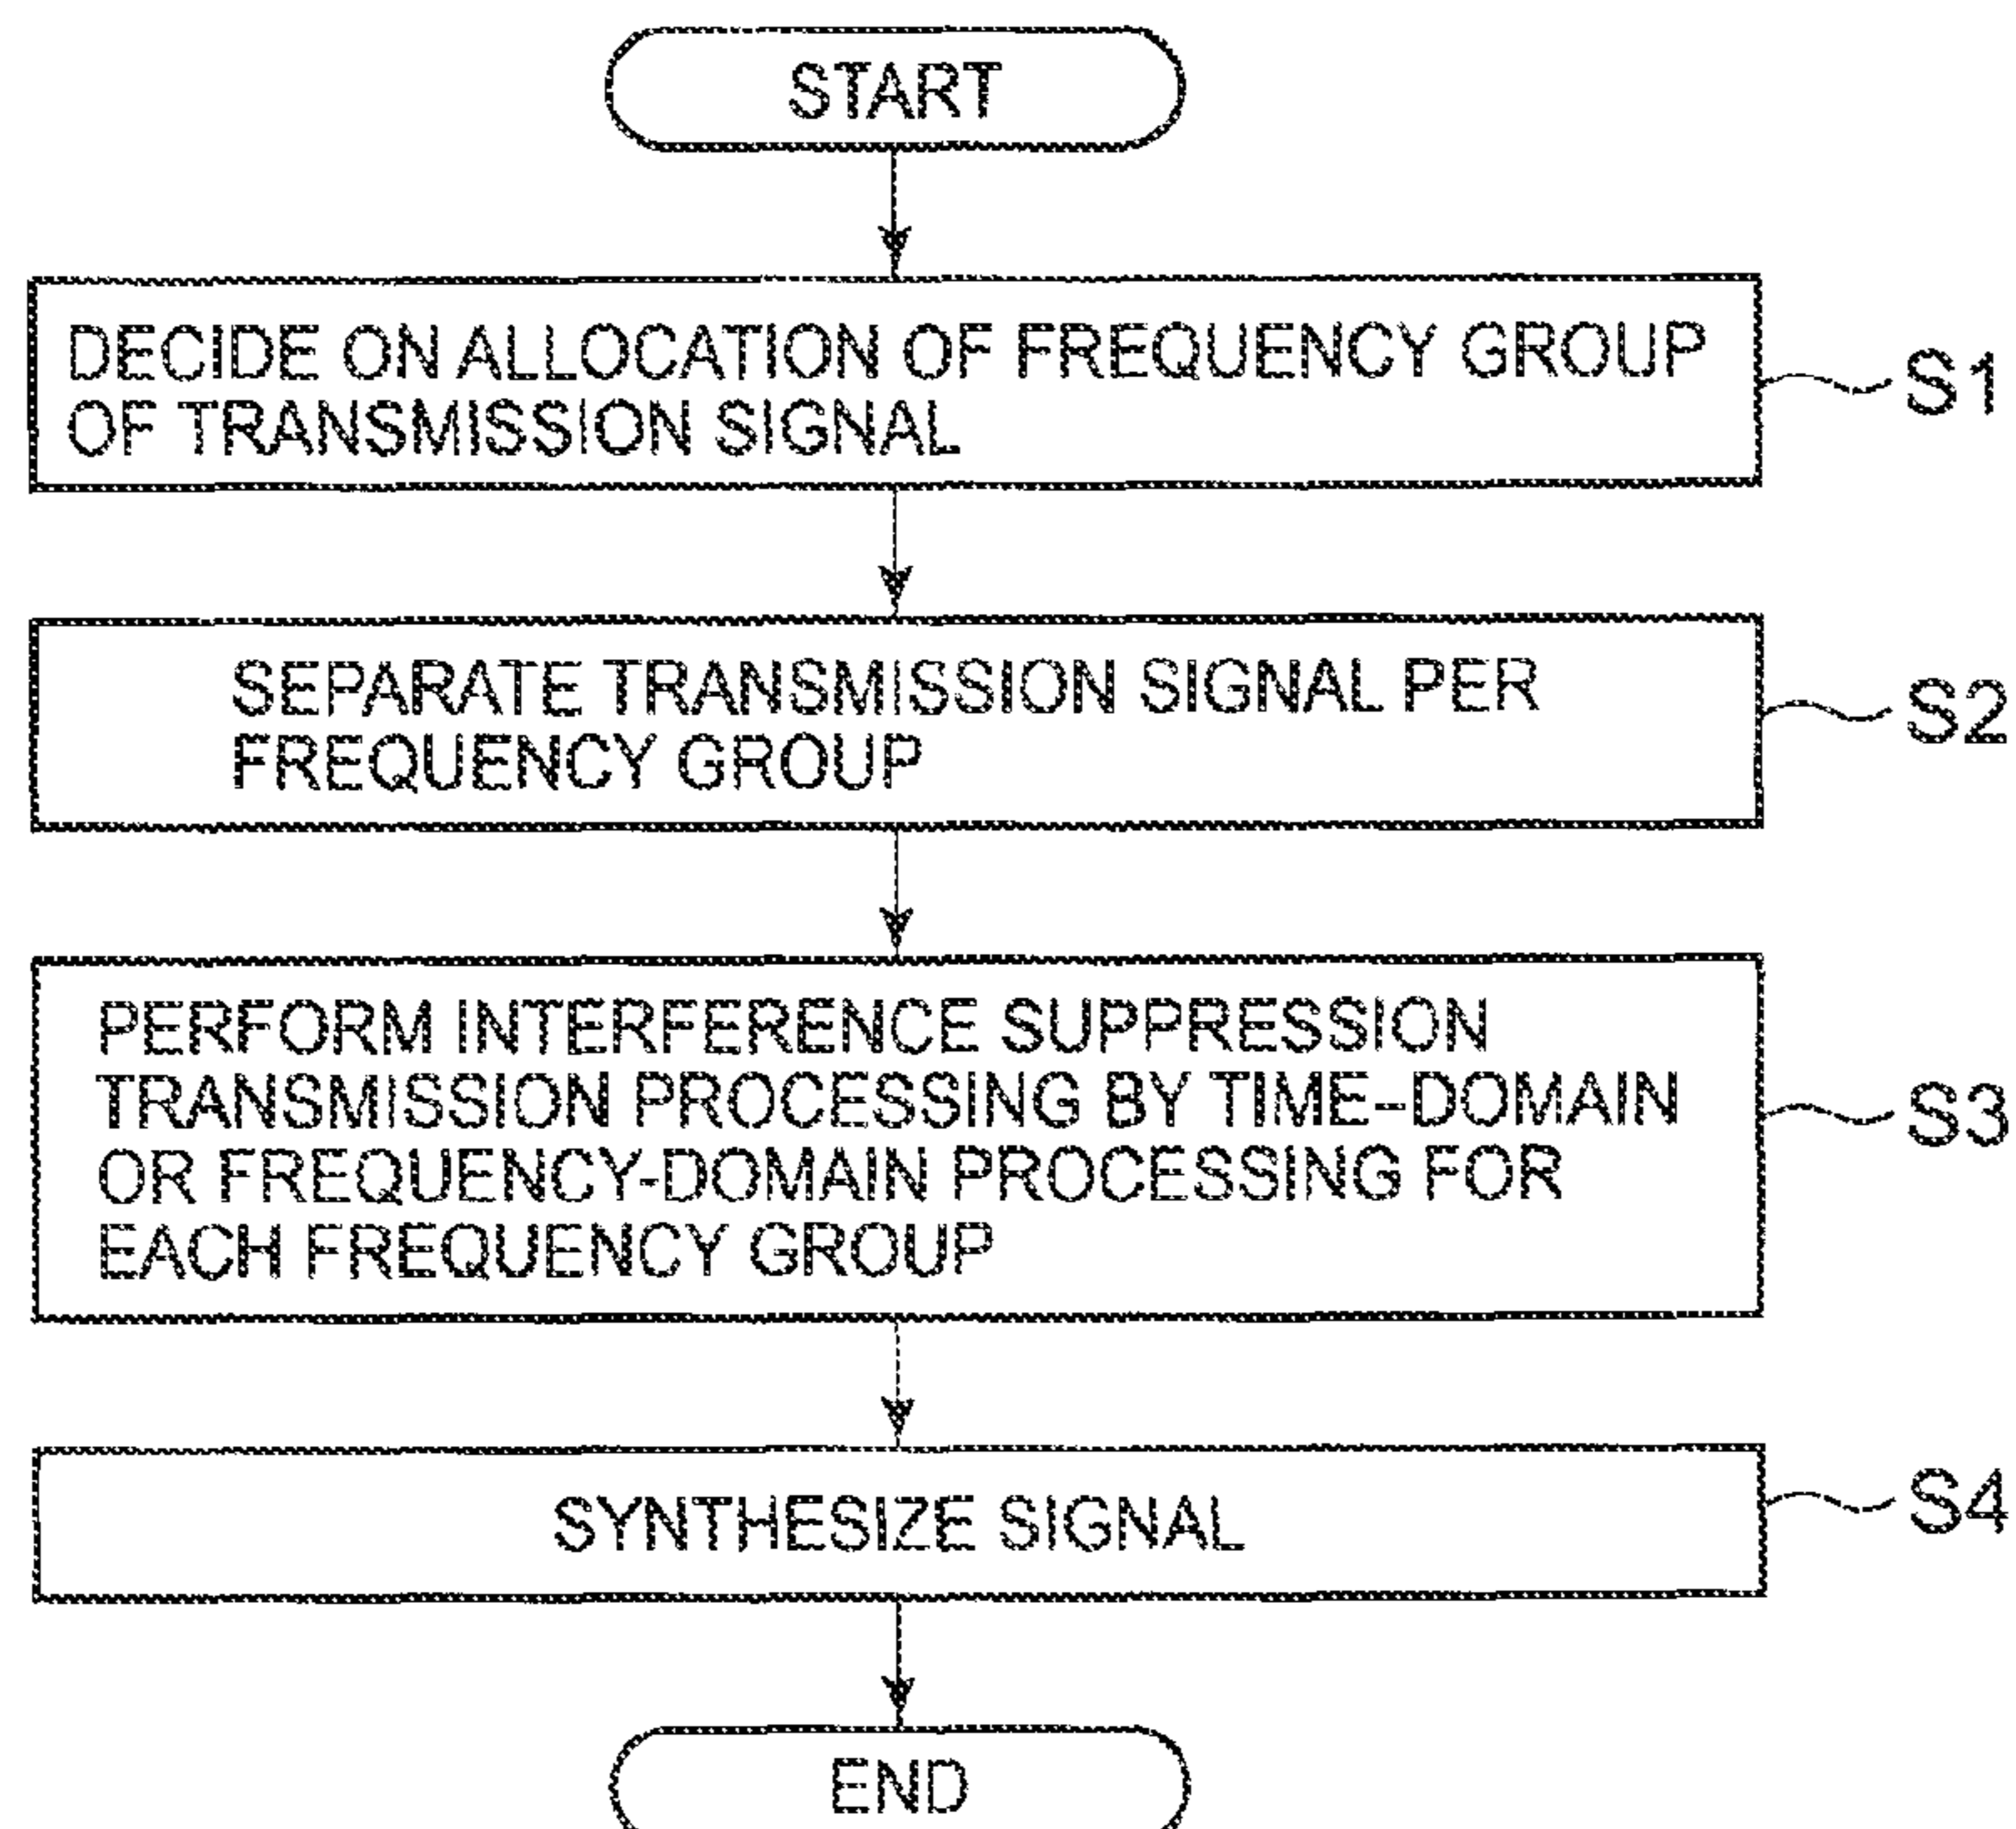 START
DECIDE ON ALLOCATION OF FREQUENCY GROUP
OF TRANSMISSION SIGNAL
S1
SEPARATE TRANSMISSION SIGNAL PER
FREQUENCY GROUP
S2
PERFORM INTERFERENCE SUPPRESSION
TRANSMISSION PROCESSING BY TIME-DOMAIN
OR FREQUENCY-DOMAIN PROCESSING FOR
EACH FREQUENCY GROUP
S3
SYNTHESIZE SIGNAL
S4
END